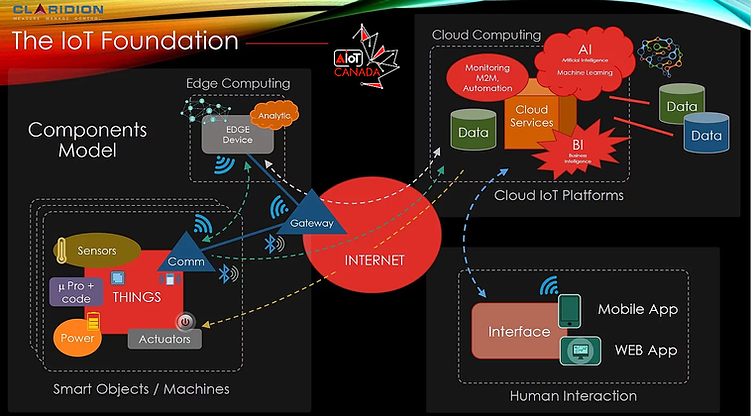 CLARIDION
MEASURE MANAGE CONTROL
The IoT Foundation
AIoT
CANADA
Cloud Computing
AI
Artificial Intelligence
Machine Learning
Monitoring
M2M,
Automation
Cloud
Services
Data
Data
Data
BI
Business
Intelligence
Cloud IoT Platforms
Edge Computing
Analytic
EDGE
Device
Components
Model
Gateway
INTERNET
Sensors
Comm
μ Pro +
code
THINGS
Power
Actuators
Smart Objects / Machines
Interface
Mobile App
WEB App
Human Interaction